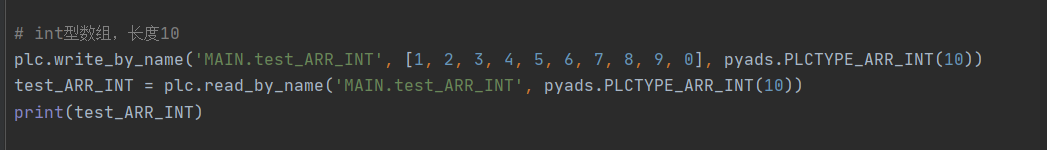 # int型数组，长度10
plc.write_by_name('MAIN.test_ARR_INT', [1, 2, 3, 4, 5, 6, 7, 8, 9, 0], pyads.PLCTYPE_ARR_INT(10))
test_ARR_INT = plc.read_by_name('MAIN.test_ARR_INT', pyads.PLCTYPE_ARR_INT(10))
print(test_ARR_INT)